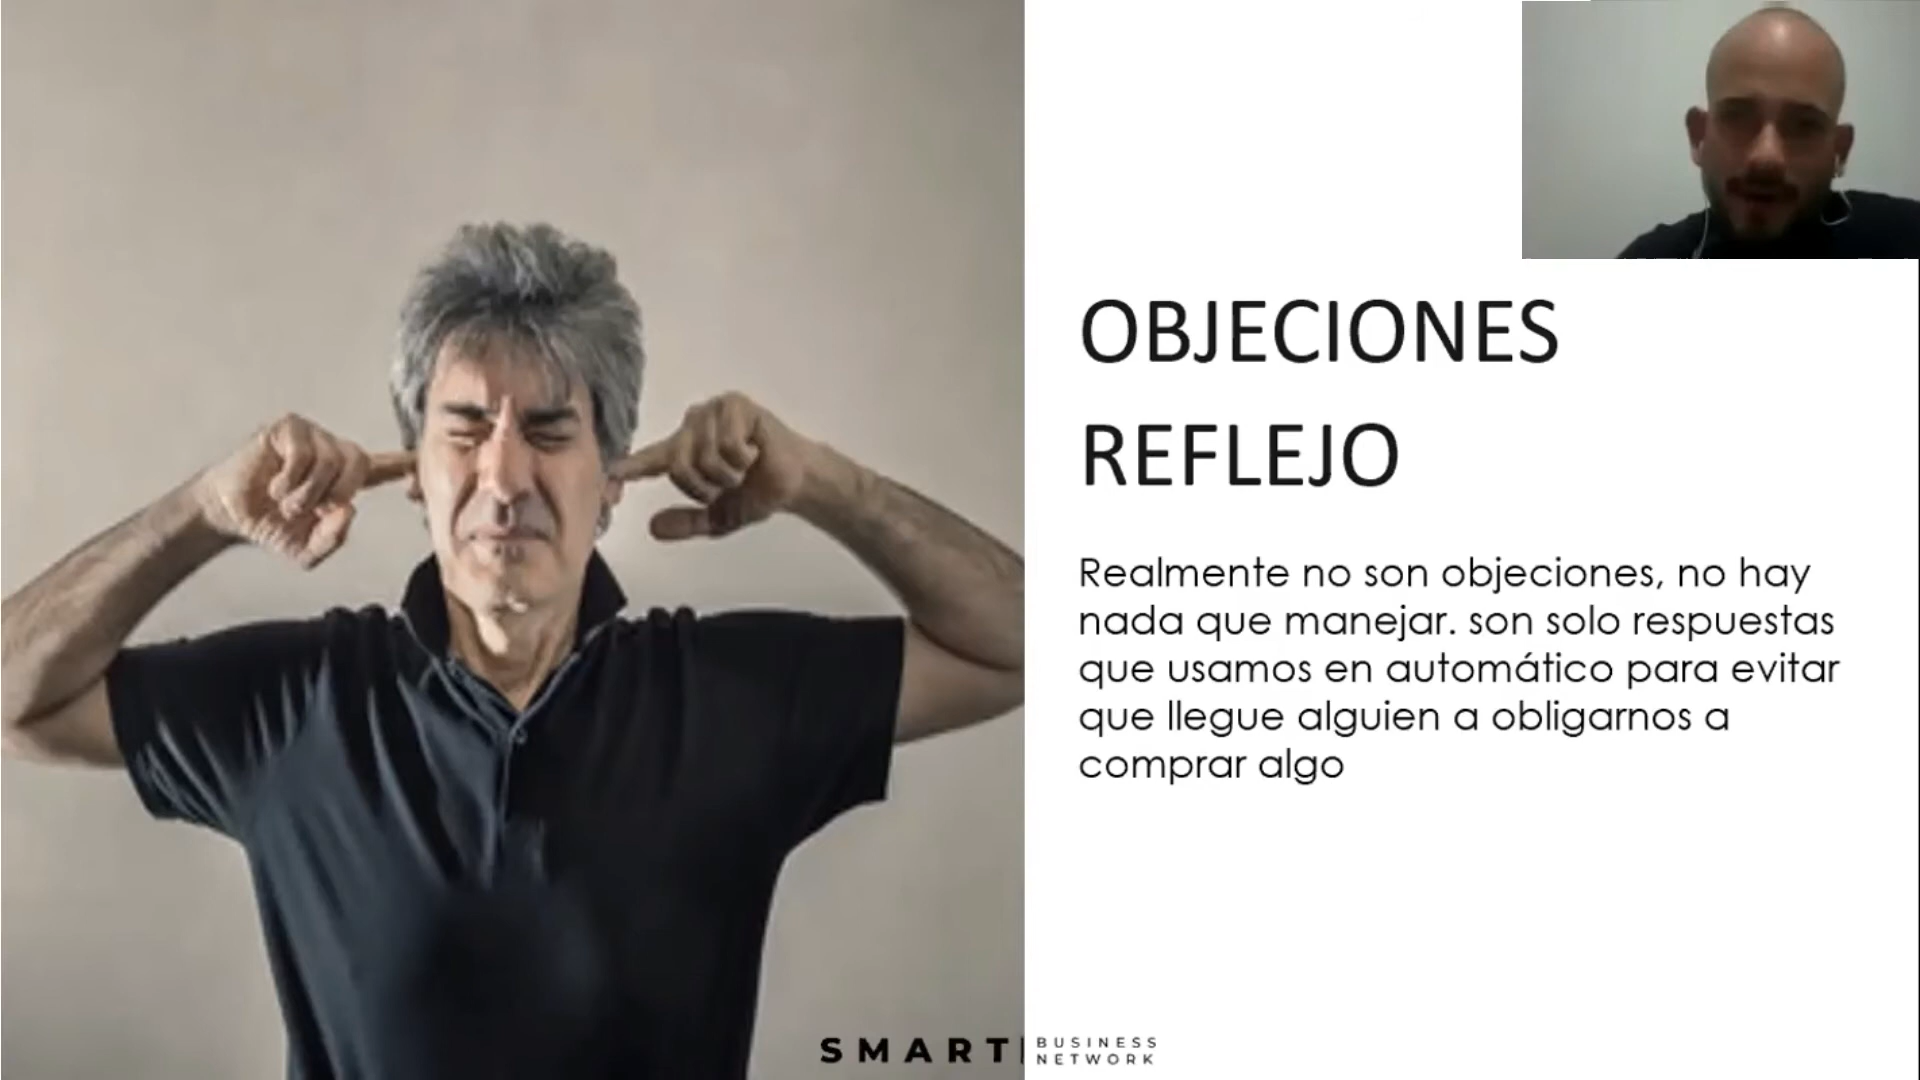 OBJECIONES
REFLEJO
Realmente no son objeciones, no hay
nada que manejar. son solo respuestas
que usamos en automático para evitar
que llegue alguien a obligarnos a
comprar algo
SMART BUSINESS
NETWORK